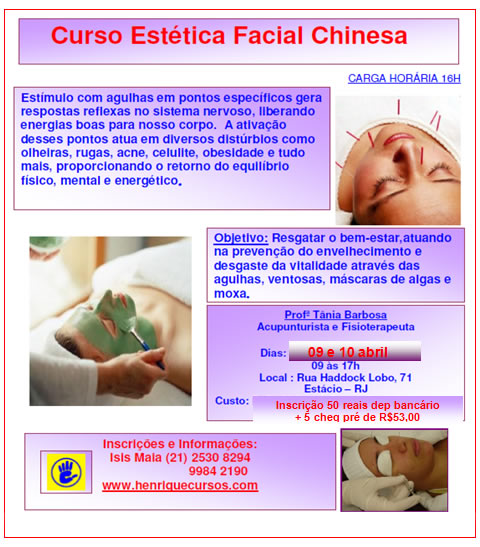 Curso Estética Facial Chinesa
CARGA HORÁRIA 16H
Estímulo com agulhas em pontos específicos gera
respostas reflexas no sistema nervoso, liberando
energias boas para nosso corpo.  A ativação
desses pontos atua em diversos distúrbios como
olheiras, rugas, acne, celulite, obesidade e tudo
mais, proporcionando o retorno do equilíbrio
físico, mental e energético.
Objetivo: Resgatar o bem-estar,atuando
na prevenção do envelhecimento e
desgaste da vitalidade através das
agulhas, ventosas, máscaras de algas e
moxa.
Profª Tânia Barbosa
Acupunturista e Fisioterapeuta
Dias: 09 e 10 abril
09 às 17h
Local : Rua Haddock Lobo, 71
Estácio – RJ
Custo: Inscrição 50 reais dep bancário
+ 5 cheq pré de R$53,00
Inscrições e Informações:
Isis Maia (21) 2530 8294
9984 2190
www.henriquecursos.com